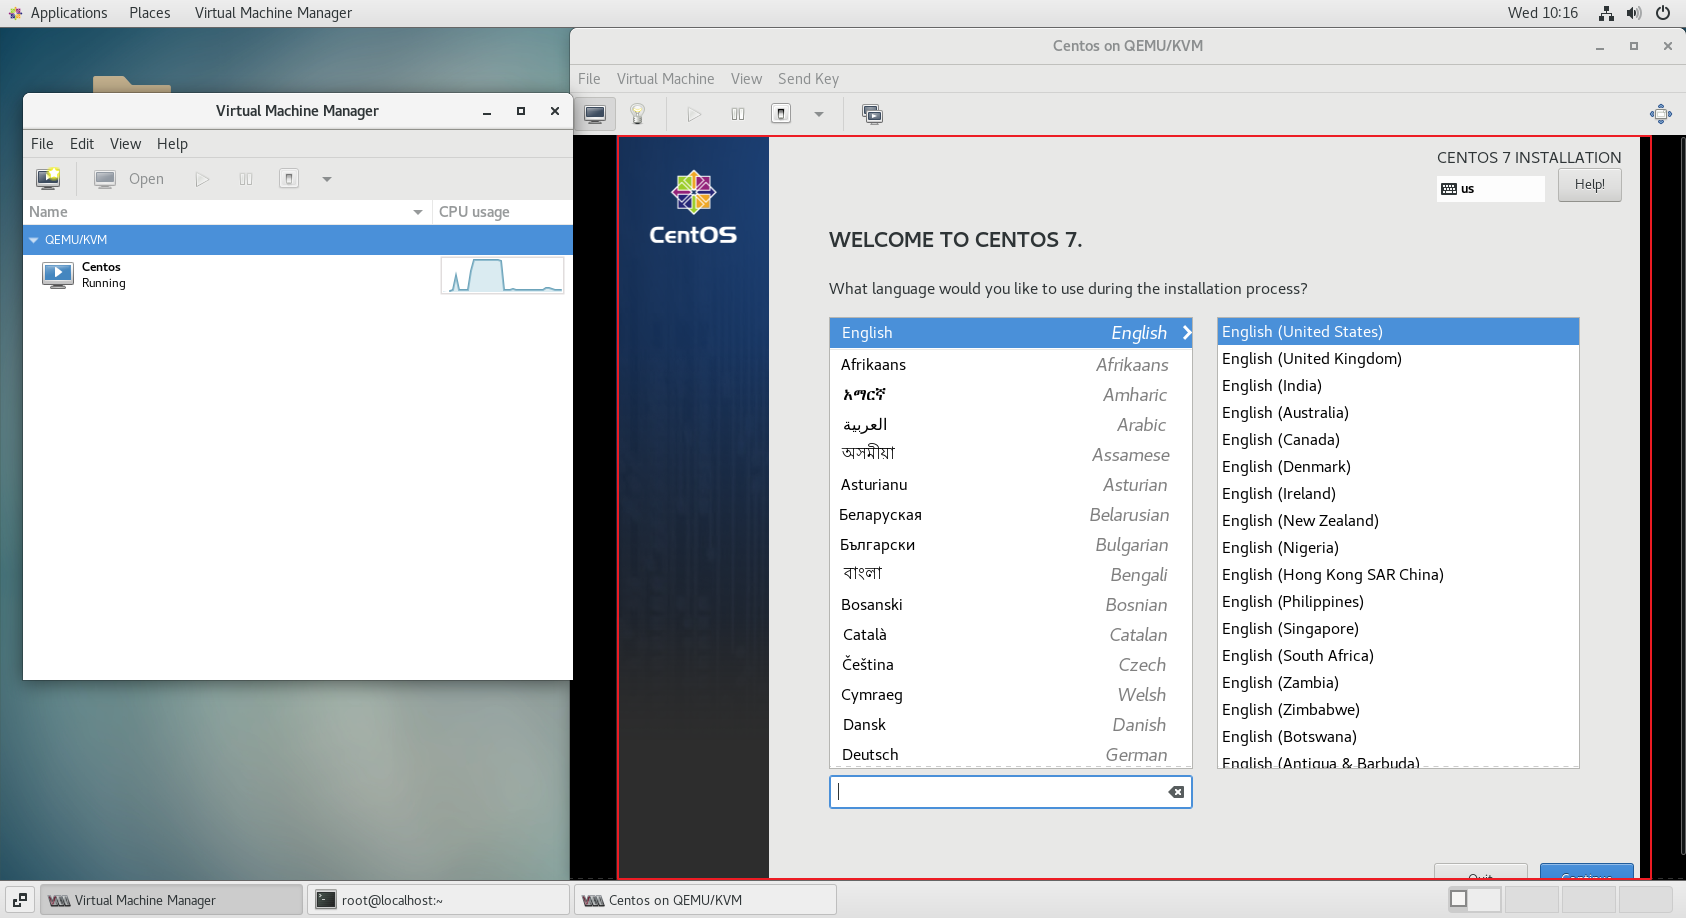 Applications Places Virtual Machine Manager Wed 10:16
Centos on QEMU/KVM
File Virtual Machine View Send Key
Virtual Machine Manager
File Edit View Help
Open
Name CPU usage
QEMU/KVM
Centos
Running
CentOS
CENTOS 7 INSTALLATION
us Help!
WELCOME TO CENTOS 7.
What language would you like to use during the installation process?
English English
Afrikaans Afrikaans
አማርኛ Amharic
العربية Arabic
অসমীয়া Assamese
Asturianu Asturian
Беларуская Belarusian
Български Bulgarian
বাংলা Bengali
Bosanski Bosnian
Català Catalan
Čeština Czech
Cymraeg Welsh
Dansk Danish
Deutsch German
English (United States)
English (United Kingdom)
English (India)
English (Australia)
English (Canada)
English (Denmark)
English (Ireland)
English (New Zealand)
English (Nigeria)
English (Hong Kong SAR China)
English (Philippines)
English (Singapore)
English (South Africa)
English (Zambia)
English (Zimbabwe)
English (Botswana)
English (Antigua & Barbuda)
Quit Continue
Virtual Machine Manager root@localhost:~ Centos on QEMU/KVM